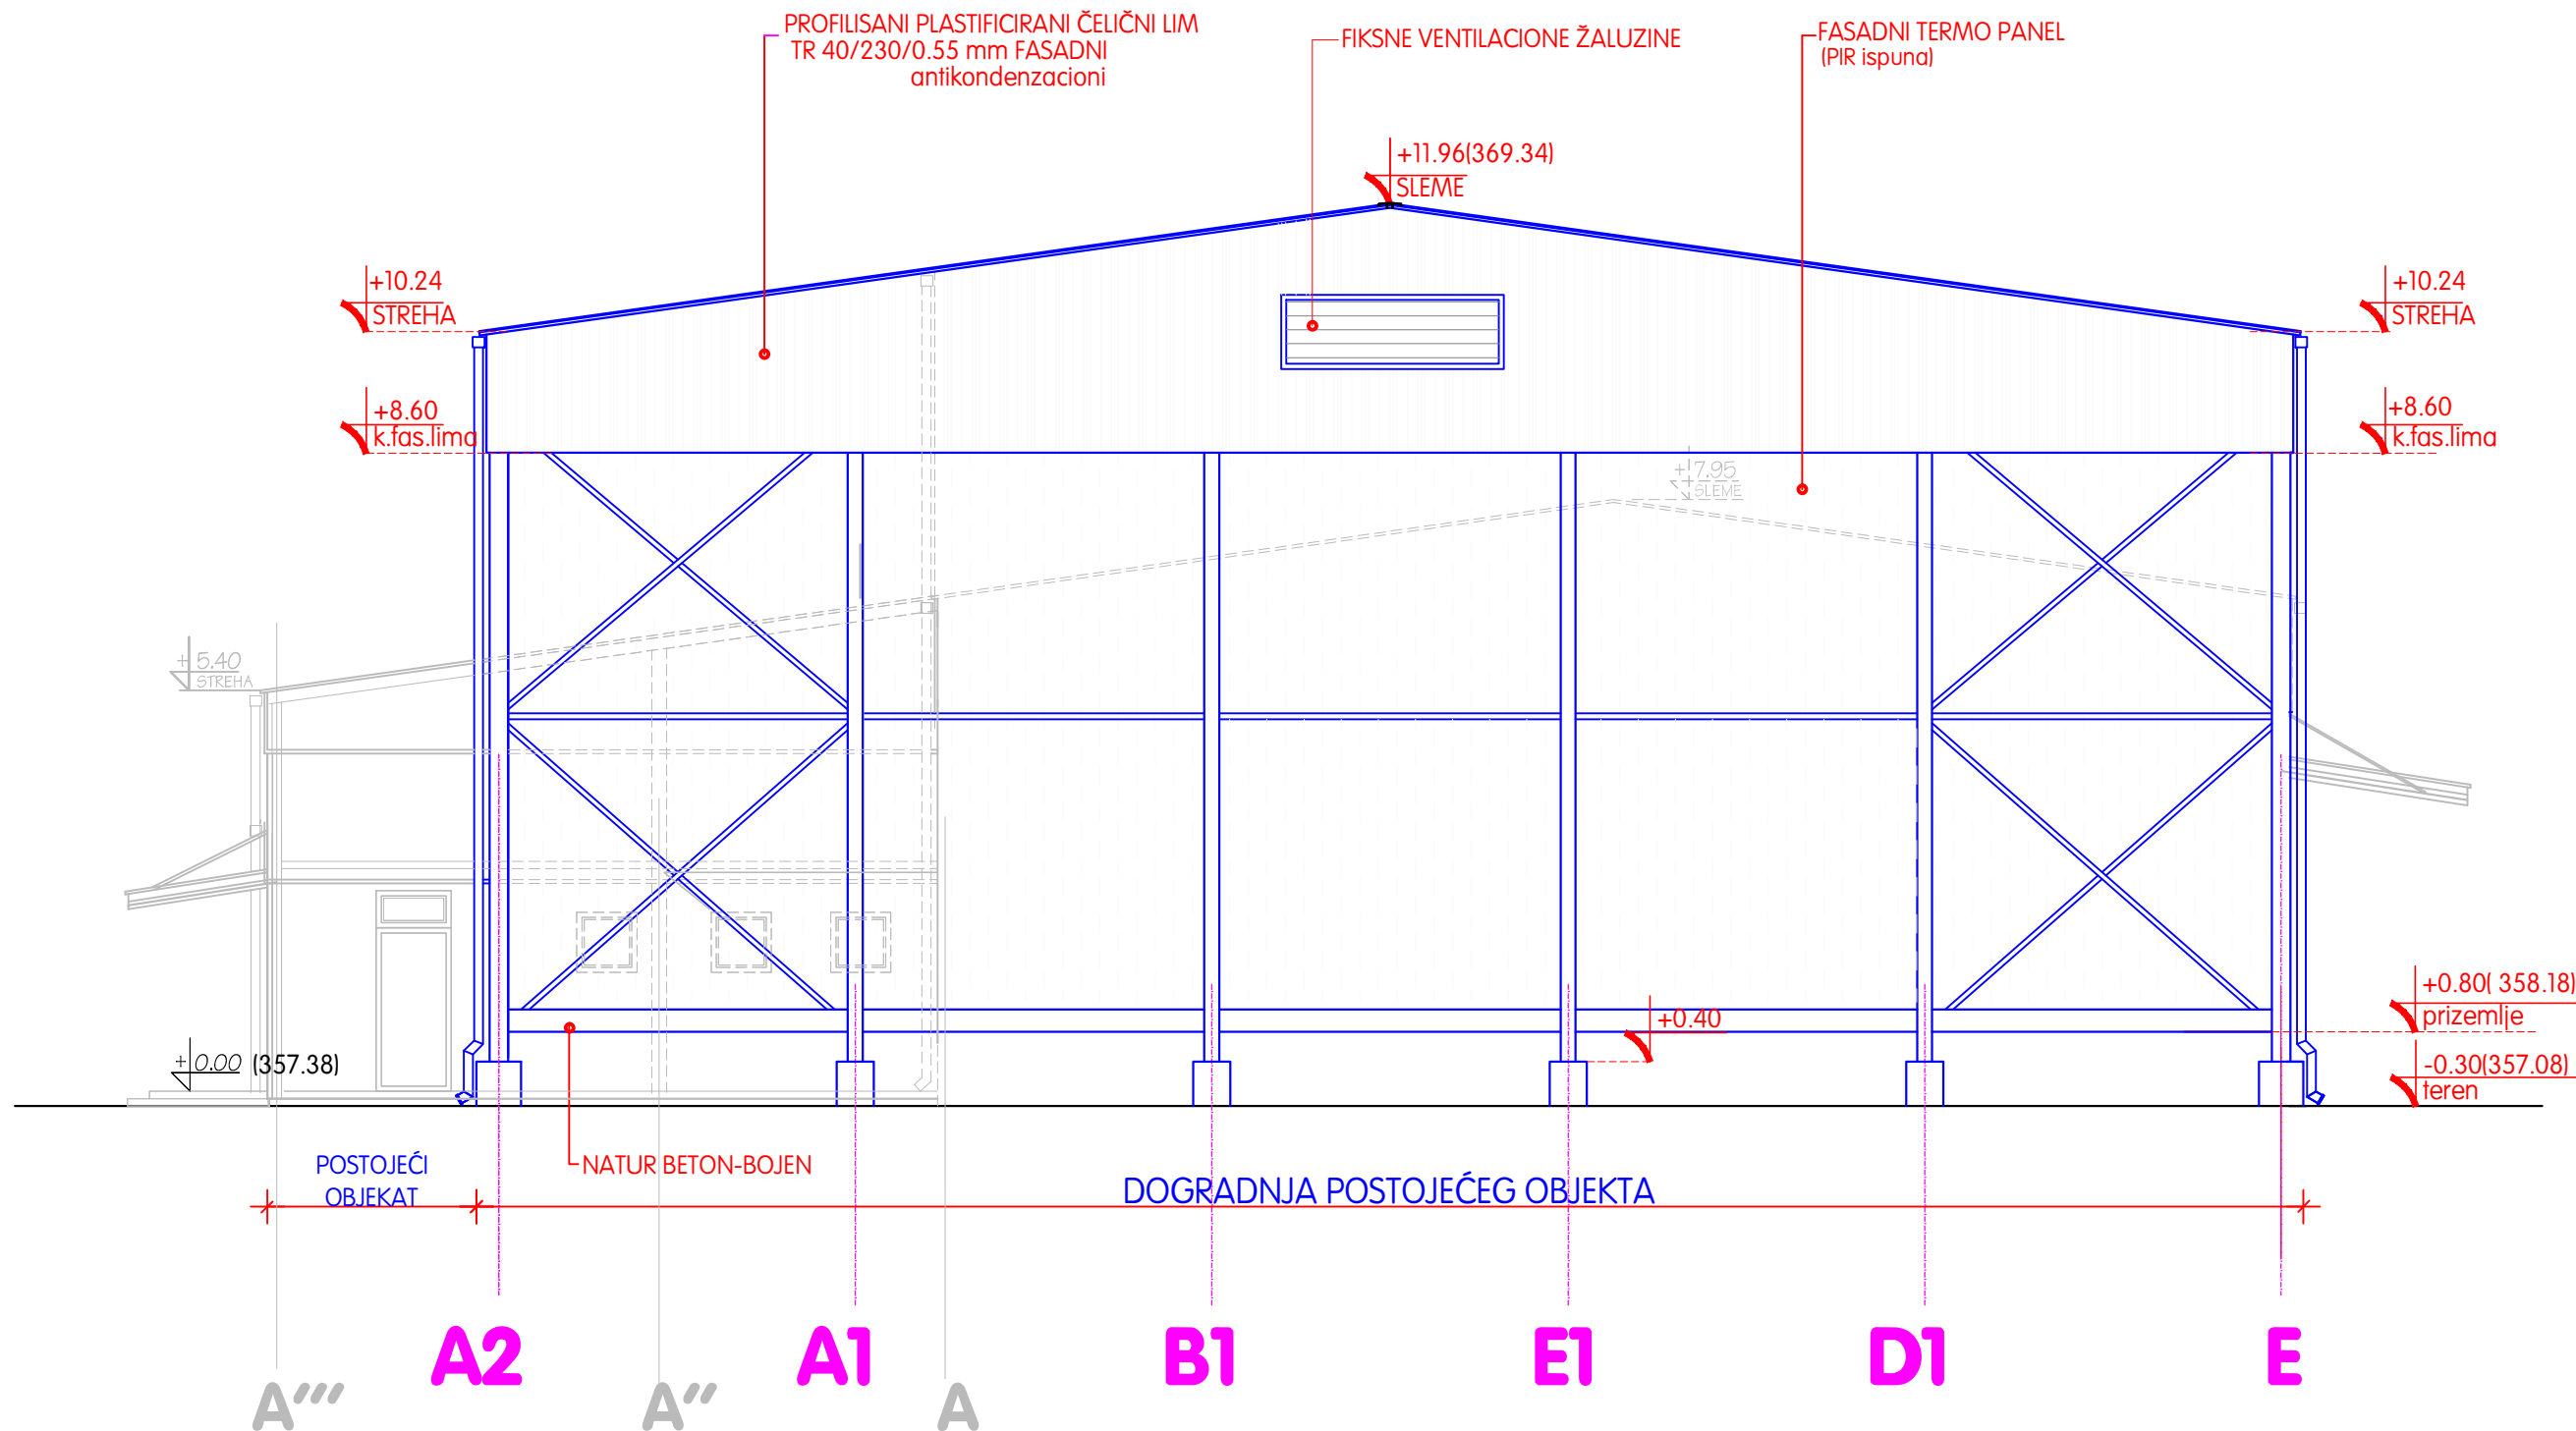 PROFILISANI PLASTIFICIRANI ČELIČNI LIM
TR 40/230/0.55 mm FASADNI
antikondenzacioni
FIKSNE VENTILACIONE ŽALUZINE
FASADNI TERMO PANEL
(PIR ispuna)
+11.96(369.34)
SLEME
+10.24
STREHA
+10.24
STREHA
+8.60
k.fas.lima
+8.60
k.fas.lima
+7.95
SLEME
+5.40
STREHA
+0.80( 358.18)
prizemlje
+0.40
+0.00 (357.38)
-0.30(357.08)
teren
POSTOJEĆI
OBJEKAT
NATUR BETON-BOJEN
DOGRADNJA POSTOJEĆEG OBJEKTA
A2
A1
B1
E1
D1
E
A'''
A''
A